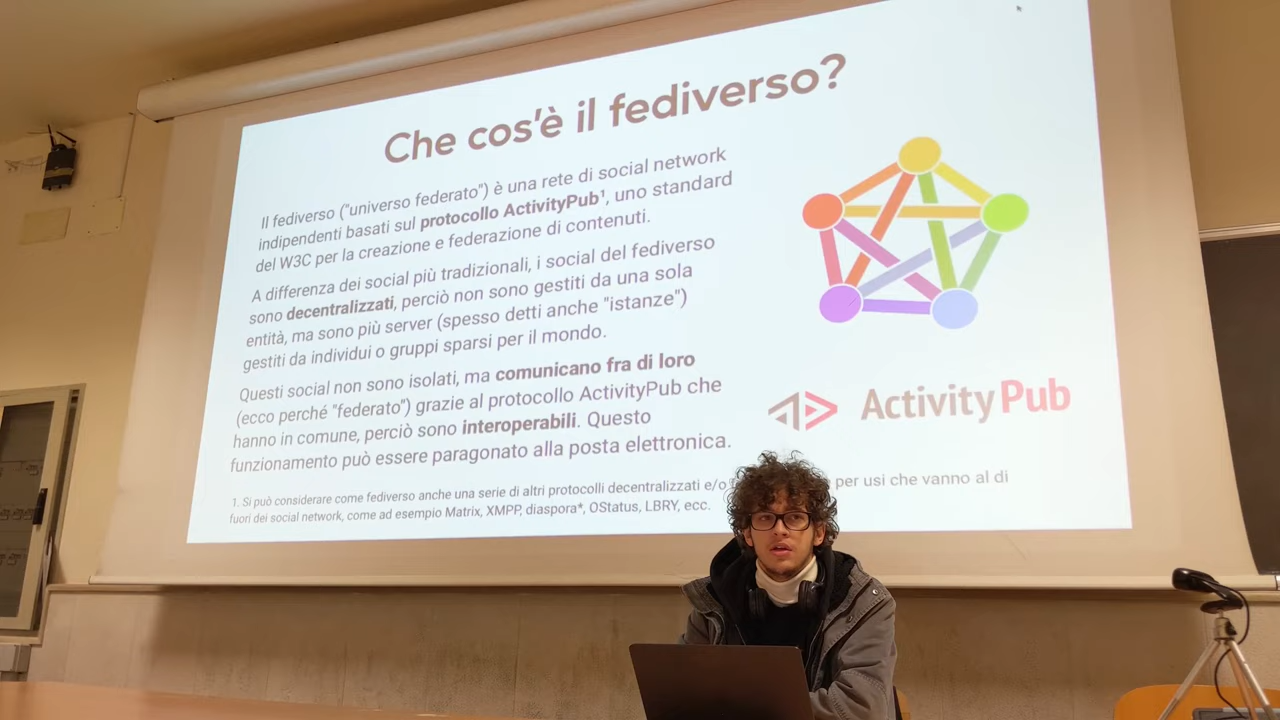 Che cos'è il fediverso?
Il fediverso ("universo federato") è una rete di social network
indipendenti basati sul protocollo ActivityPub¹, uno standard
del W3C per la creazione e federazione di contenuti.
A differenza dei social più tradizionali, i social del fediverso
sono decentralizzati, perciò non sono gestiti da una sola
entità, ma sono più server (spesso detti anche "istanze")
gestiti da individui o gruppi sparsi per il mondo.
Questi social non sono isolati, ma comunicano fra di loro
(ecco perché "federato") grazie al protocollo ActivityPub che
hanno in comune, perciò sono interoperabili. Questo
funzionamento può essere paragonato alla posta elettronica.
ActivityPub
1. Si può considerare come fediverso anche una serie di altri protocolli decentralizzati e/o per usi che vanno al di
fuori dei social network, come ad esempio Matrix, XMPP, diaspora*, OStatus, LBRY, ecc.